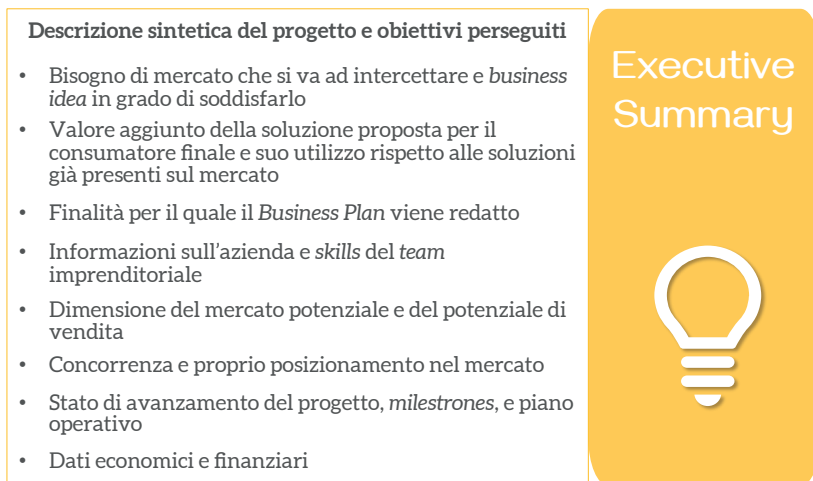 Descrizione sintetica del progetto e obiettivi perseguiti
• Bisogno di mercato che si va ad intercettare e business
idea in grado di soddisfarlo
• Valore aggiunto della soluzione proposta per il
consumatore finale e suo utilizzo rispetto alle soluzioni
già presenti sul mercato
• Finalità per il quale il Business Plan viene redatto
• Informazioni sull'azienda e skills del team
imprenditoriale
• Dimensione del mercato potenziale e del potenziale di
vendita
• Concorrenza e proprio posizionamento nel mercato
• Stato di avanzamento del progetto, milestrones, e piano
operativo
• Dati economici e finanziari
Executive
Summary